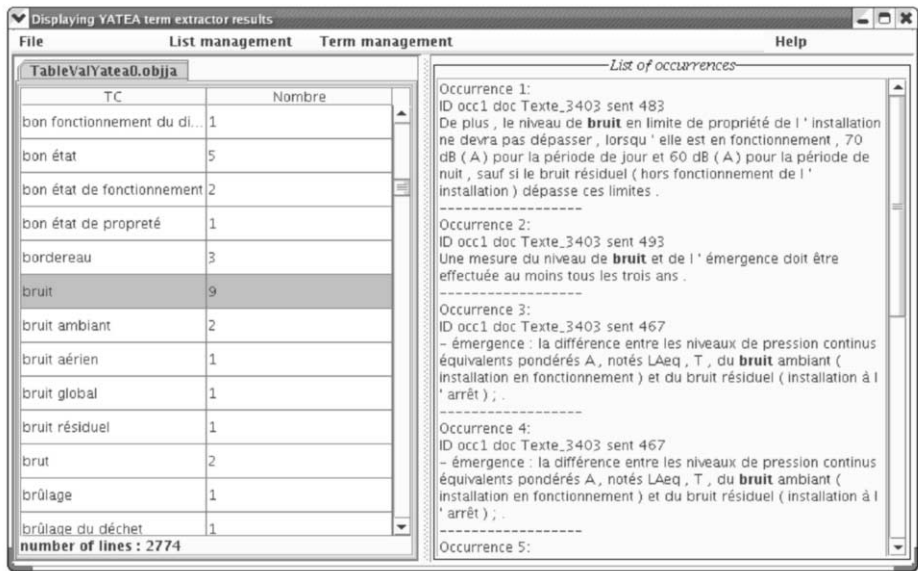 Displaying YATEA term extractor results
File List management Term management Help
TableValYatea0.objja
TC Nombre
bon fonctionnement du di... 1
bon état 5
bon état de fonctionnement 2
bon état de propreté 1
bordereau 3
bruit 9
bruit ambiant 2
bruit aérien 1
bruit global 1
bruit résiduel 1
brut 2
brûlage 1
brûlage du déchet 1
number of lines : 2774
List of occurrences
Occurrence 1:
ID occ1 doc Texte_3403 sent 483
De plus , le niveau de bruit en limite de propriété de l ' installation
ne devra pas dépasser , lorsqu ' elle est en fonctionnement , 70
dB ( A ) pour la période de jour et 60 dB ( A ) pour la période de
nuit , sauf si le bruit résiduel ( hors fonctionnement de l '
installation ) dépasse ces limites .
------------------
Occurrence 2:
ID occ1 doc Texte_3403 sent 493
Une mesure du niveau de bruit et de l ' émergence doit être
effectuée au moins tous les trois ans .
------------------
Occurrence 3:
ID occ1 doc Texte_3403 sent 467
- émergence : la différence entre les niveaux de pression continus
équivalents pondérés A , notés LAeq , T , du bruit ambiant (
installation en fonctionnement ) et du bruit résiduel ( installation à l
' arrêt ) ; .
------------------
Occurrence 4:
ID occ1 doc Texte_3403 sent 467
- émergence : la différence entre les niveaux de pression continus
équivalents pondérés A , notés LAeq , T , du bruit ambiant (
installation en fonctionnement ) et du bruit résiduel ( installation à l
' arrêt ) ; .
------------------
Occurrence 5: